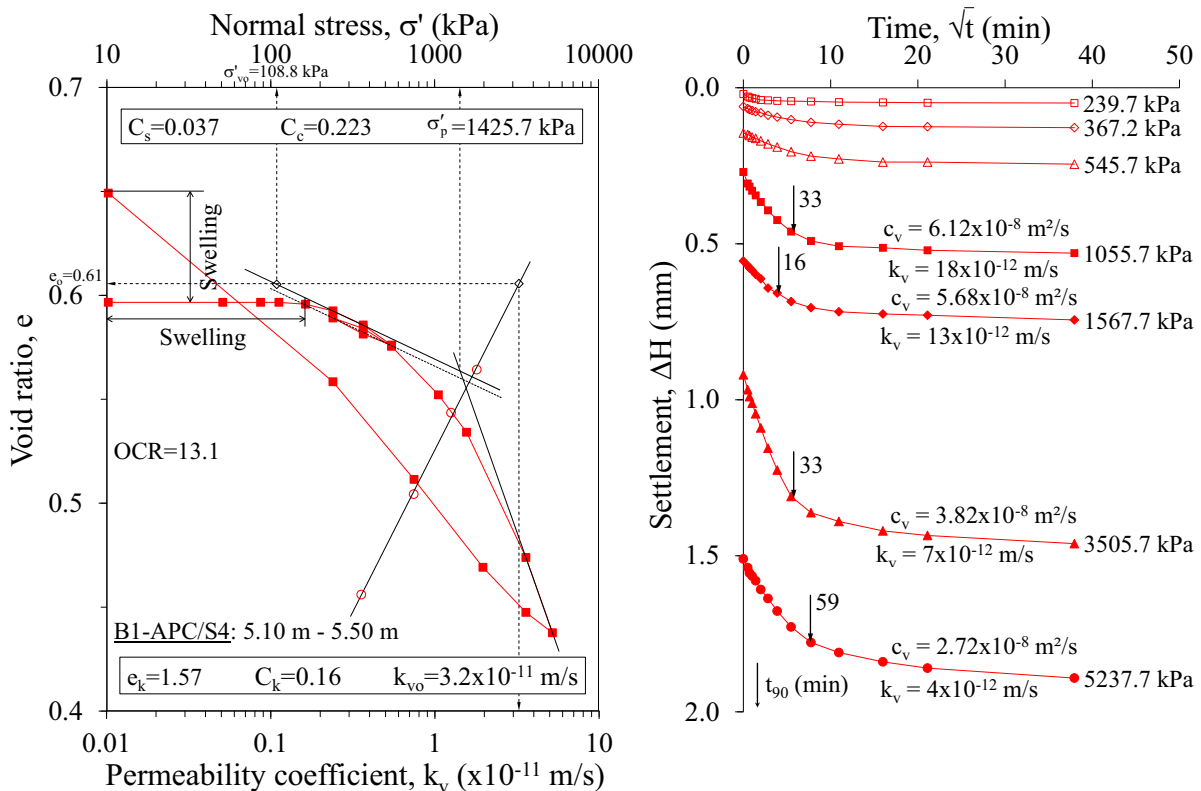 Normal stress, σ' (kPa)
10 100 1000 10000
σ'vo=108.8 kPa
Cs=0.037 Cc=0.223 σ'p=1425.7 kPa
0.7
0.6
0.5
0.4
Void ratio, e
eo=0.61
Swelling
Swelling
OCR=13.1
B1-APC/S4: 5.10 m - 5.50 m
ek=1.57 Ck=0.16 kvo=3.2x10⁻¹¹ m/s
0.01 0.1 1 10
Permeability coefficient, kv (x10⁻¹¹ m/s)
Time, √t (min)
0 10 20 30 40 50
0.0
0.5
1.0
1.5
2.0
Settlement, ΔH (mm)
239.7 kPa
367.2 kPa
545.7 kPa
33
cv = 6.12x10⁻⁸ m²/s
1055.7 kPa
kv = 18x10⁻¹² m/s
16
cv = 5.68x10⁻⁸ m²/s
1567.7 kPa
kv = 13x10⁻¹² m/s
33
cv = 3.82x10⁻⁸ m²/s
3505.7 kPa
kv = 7x10⁻¹² m/s
59
cv = 2.72x10⁻⁸ m²/s
5237.7 kPa
t90 (min)
kv = 4x10⁻¹² m/s